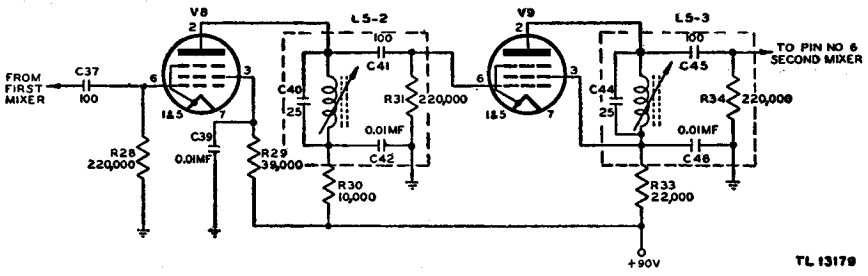 V8
L5-2
V9
L5-3
2
100
C41
2
100
C45
TO PIN NO 6
SECOND MIXER
FROM
FIRST
MIXER
C37
100
6
3
1&5
7
C40
25
R31
220,000
6
3
1&5
7
C44
25
R34
220,000
C39
0.01MF
0.01MF
C42
0.01MF
C46
R28
220,000
R29
39,000
R30
10,000
R33
22,000
+90V
TL 13179